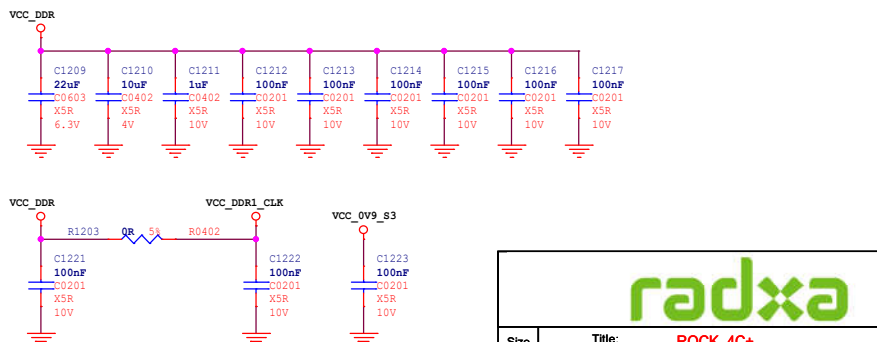 VCC_DDR
C1209 C1210 C1211 C1212 C1213 C1214 C1215 C1216 C1217
22uF 10uF 1uF 100nF 100nF 100nF 100nF 100nF 100nF
C0603 C0402 C0402 C0201 C0201 C0201 C0201 C0201 C0201
X5R X5R X5R X5R X5R X5R X5R X5R X5R
6.3V 4V 10V 10V 10V 10V 10V 10V 10V
VCC_DDR VCC_DDR1_CLK
VCC_0V9_S3
R1203 0R 5% R0402
C1221 C1222 C1223
100nF 100nF 100nF
C0201 C0201 C0201
X5R X5R X5R
10V 10V 10V
radxa
Size Title: ROCK 4C+